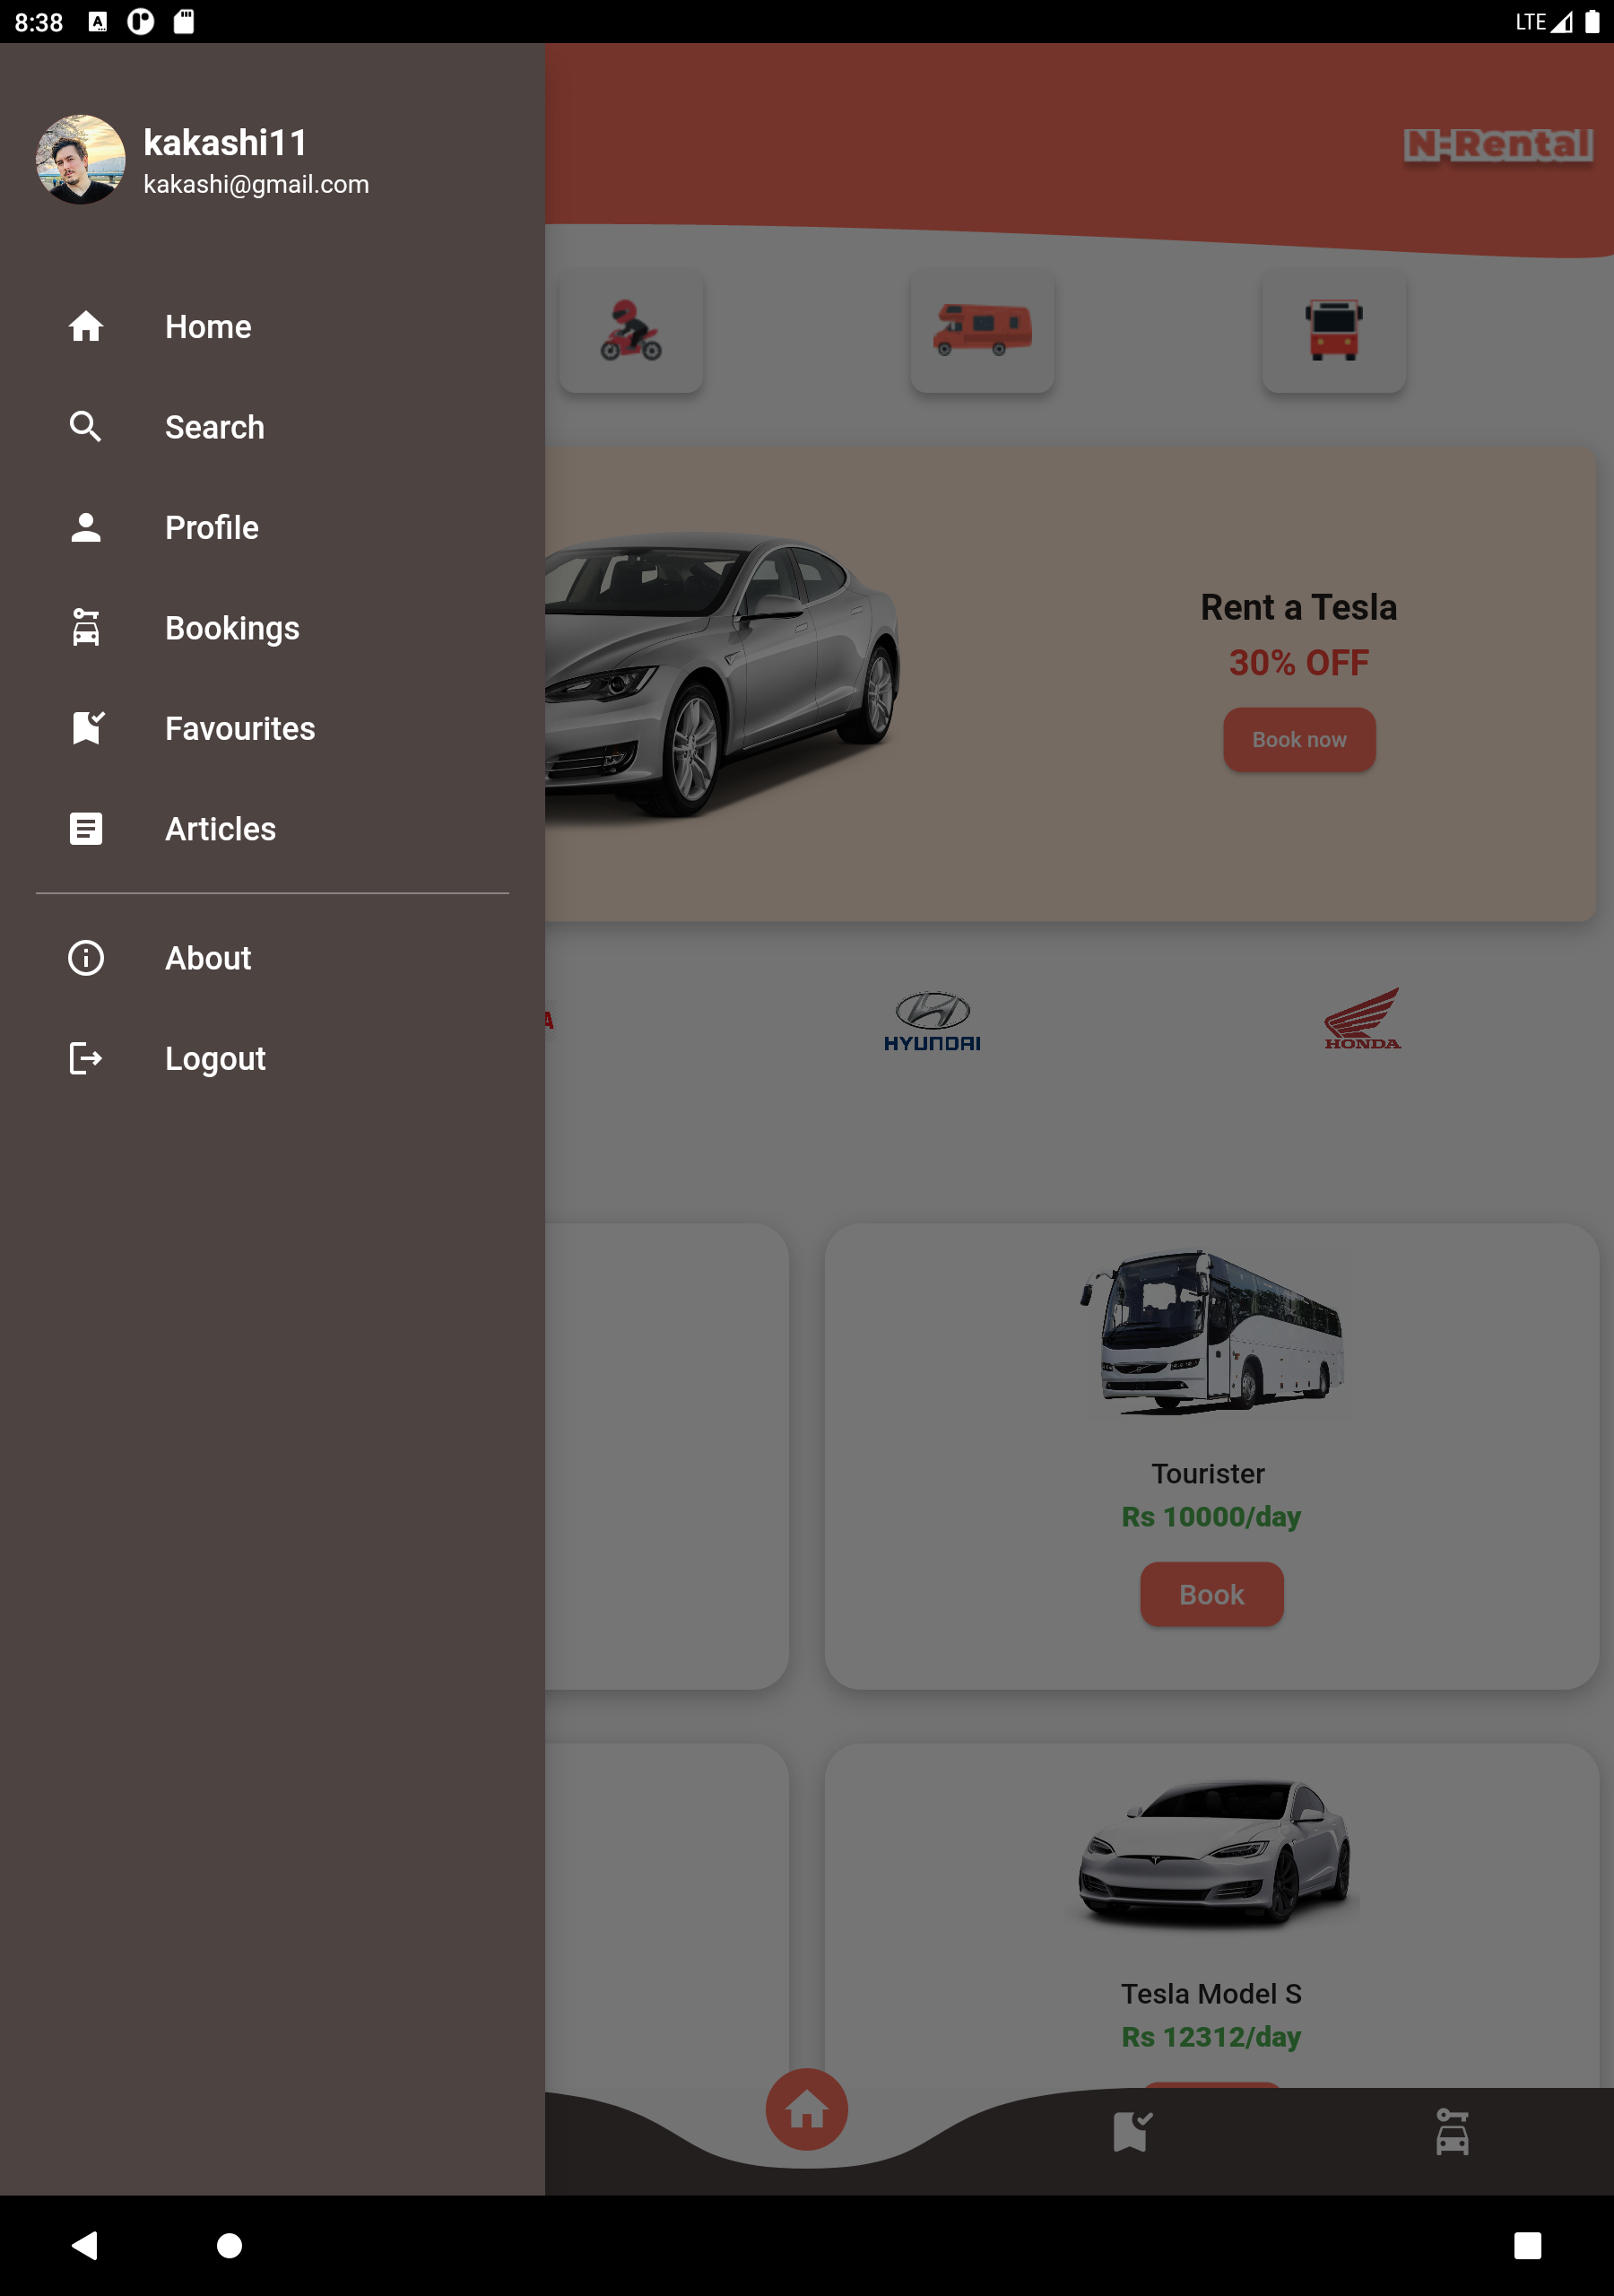 8:38
LTE
kakashi11
kakashi@gmail.com
N-Rental
Home
Search
Profile
Bookings
Favourites
Articles
About
Logout
Rent a Tesla
30% OFF
Book now
A
HYUNDAI
HONDA
Tourister
Rs 10000/day
Book
Tesla Model S
Rs 12312/day